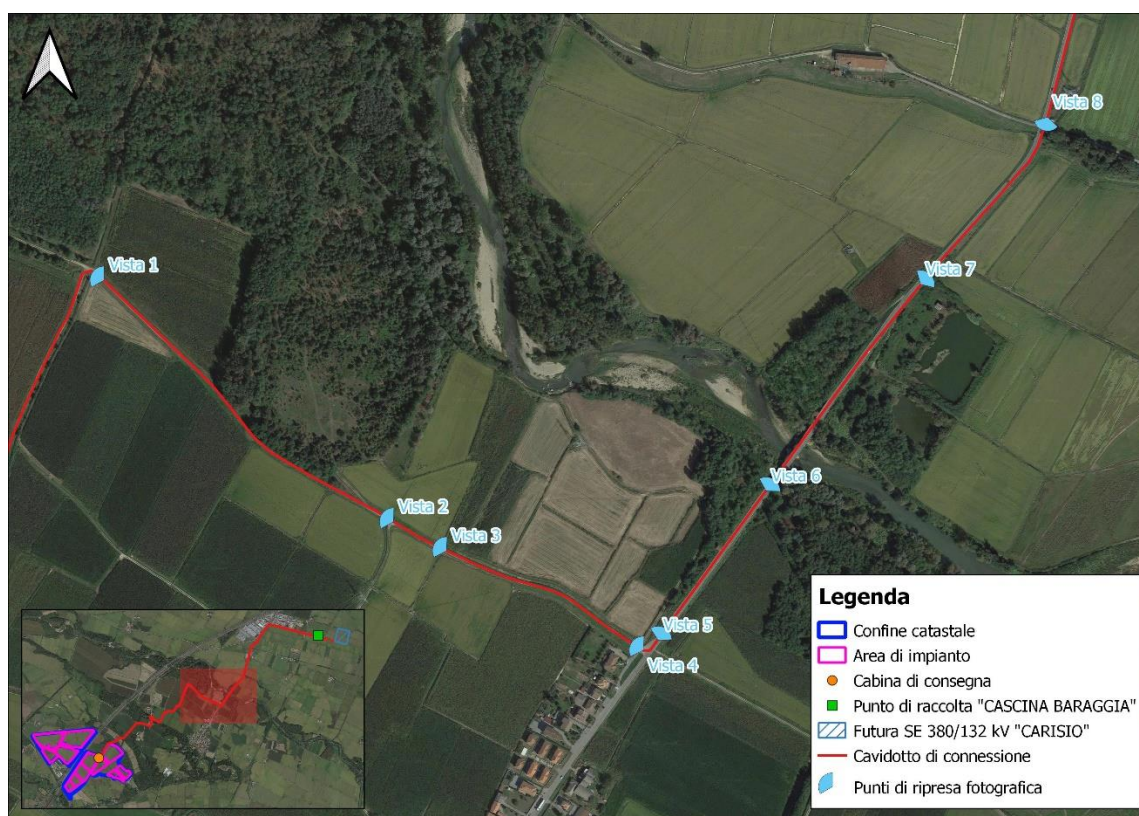 Vista 8
Vista 1
Vista 7
Vista 2
Vista 6
Vista 3
Vista 5
Vista 4
Legenda
Confine catastale
Area di impianto
Cabina di consegna
Punto di raccolta "CASCINA BARAGGIA"
Futura SE 380/132 kV "CARISIO"
Cavidotto di connessione
Punti di ripresa fotografica